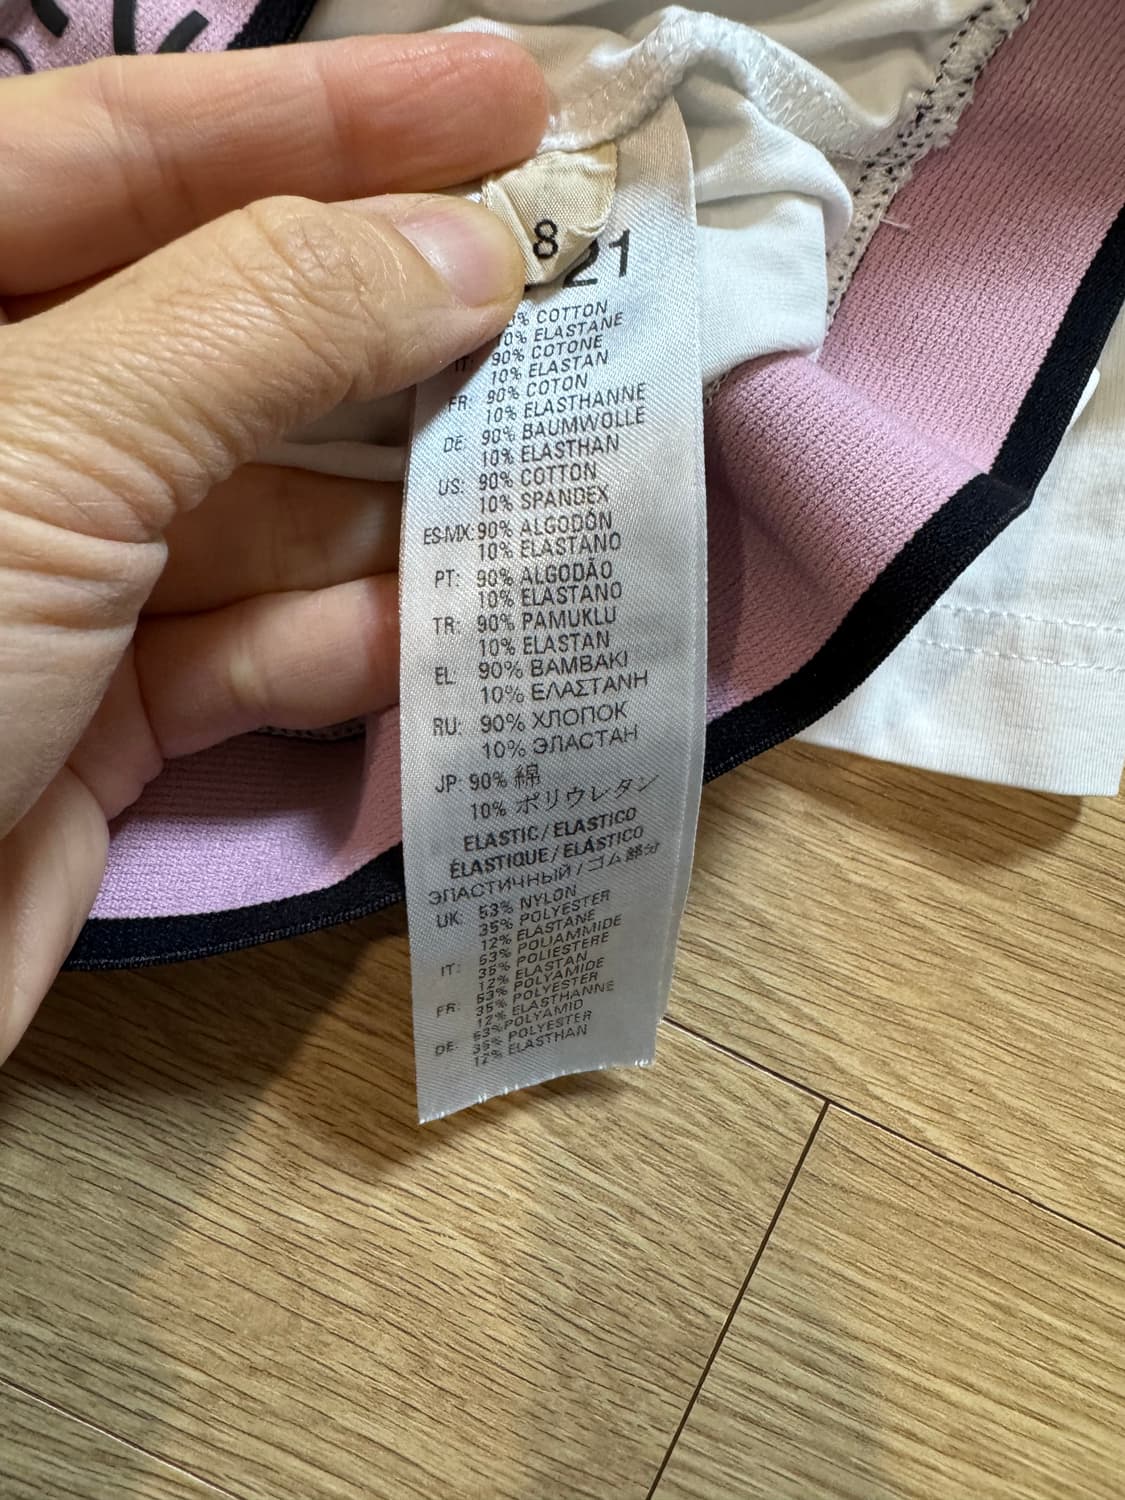 8
21
% COTTON
10% ELASTANE
IT: 90% COTONE
10% ELASTAN
FR: 90% COTON
10% ELASTHANNE
DE: 90% BAUMWOLLE
10% ELASTHAN
US: 90% COTTON
10% SPANDEX
ES-MX: 90% ALGODÓN
10% ELASTANO
PT: 90% ALGODÃO
10% ELASTANO
TR: 90% PAMUKLU
10% ELASTAN
EL: 90% ΒΑΜΒΑΚΙ
10% ΕΛΑΣΤΑΝΗ
RU: 90% ХЛОПОК
10% ЭЛАСТАН
JP: 90% 綿
10% ポリウレタン
ELASTIC / ELASTICO
ÉLASTIQUE / ELÁSTICO
ЭЛАСТИЧНЫЙ / ゴム部分
UK: 53% NYLON
35% POLYESTER
12% ELASTANE
53% POLIAMMIDE
IT: 35% POLIESTERE
12% ELASTAN
53% POLYAMIDE
FR: 35% POLYESTER
12% ELASTHANNE
53% POLYAMID
DE: 35% POLYESTER
12% ELASTHAN